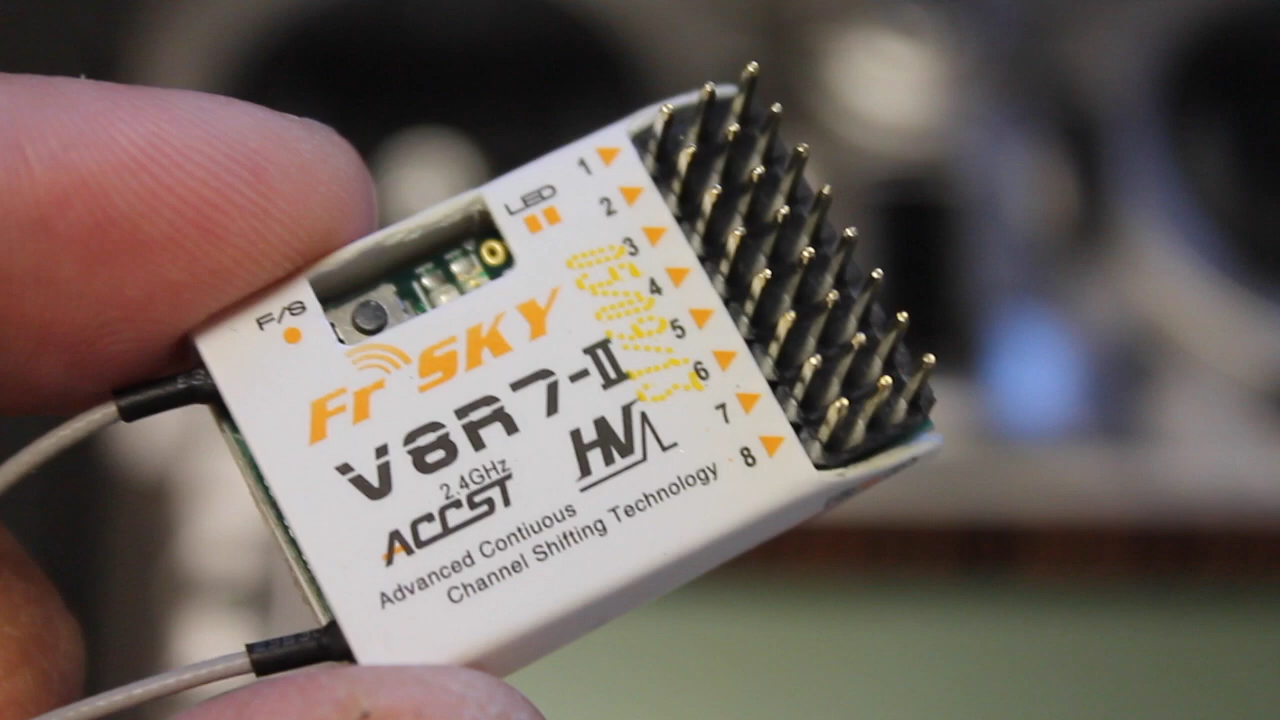 F/S
LED
1
2
3
4
5
6
7
8
FrSKY
V8R7-II
2.4GHz
ACCST
HV
Advanced Contiuous
Channel Shifting Technology